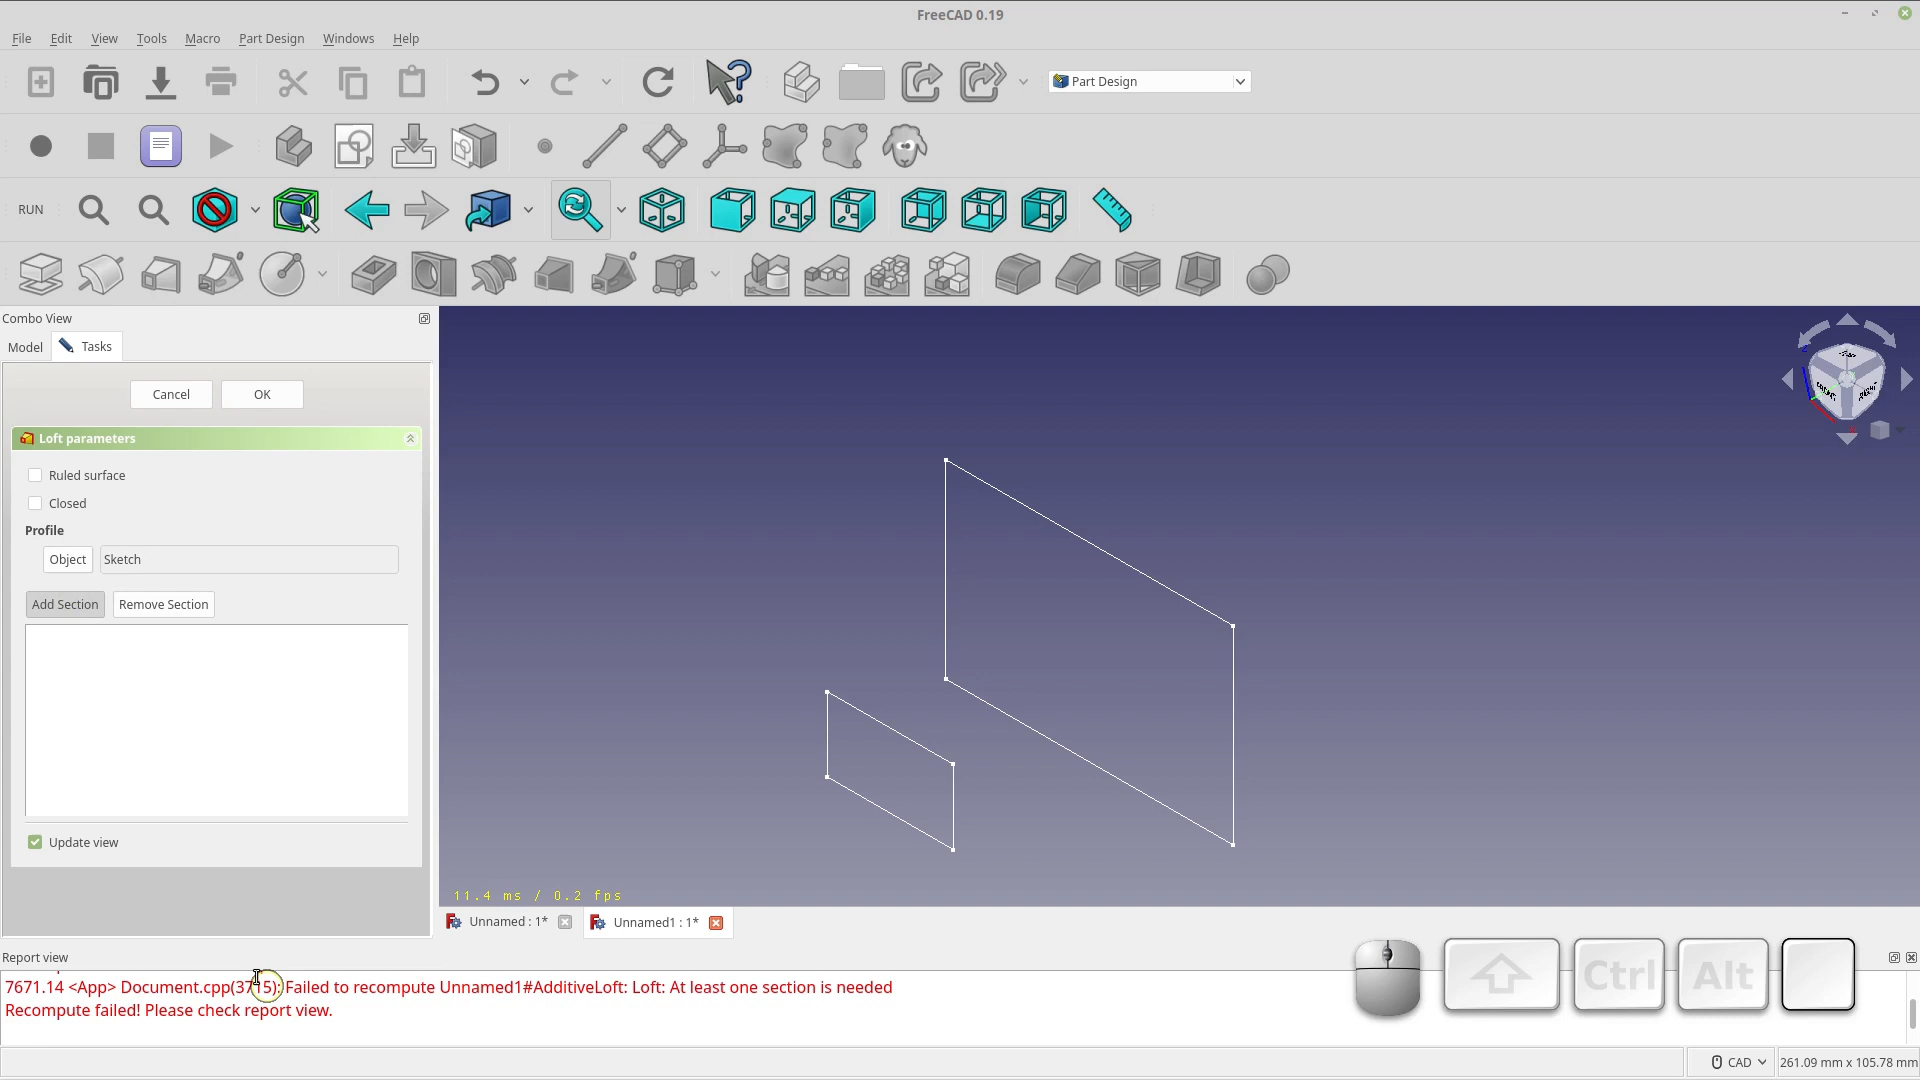 FreeCAD 0.19
File Edit View Tools Macro Part Design Windows Help
Part Design
RUN
Combo View
Model Tasks
Cancel OK
Loft parameters
Ruled surface
Closed
Profile
Object Sketch
Add Section Remove Section
Update view
11.4 ms / 0.2 fps
Unnamed : 1* Unnamed1 : 1*
Report view
7671.14 <App> Document.cpp(3715): Failed to recompute Unnamed1#AdditiveLoft: Loft: At least one section is needed
Recompute failed! Please check report view.
Ctrl Alt
CAD 261.09 mm x 105.78 mm